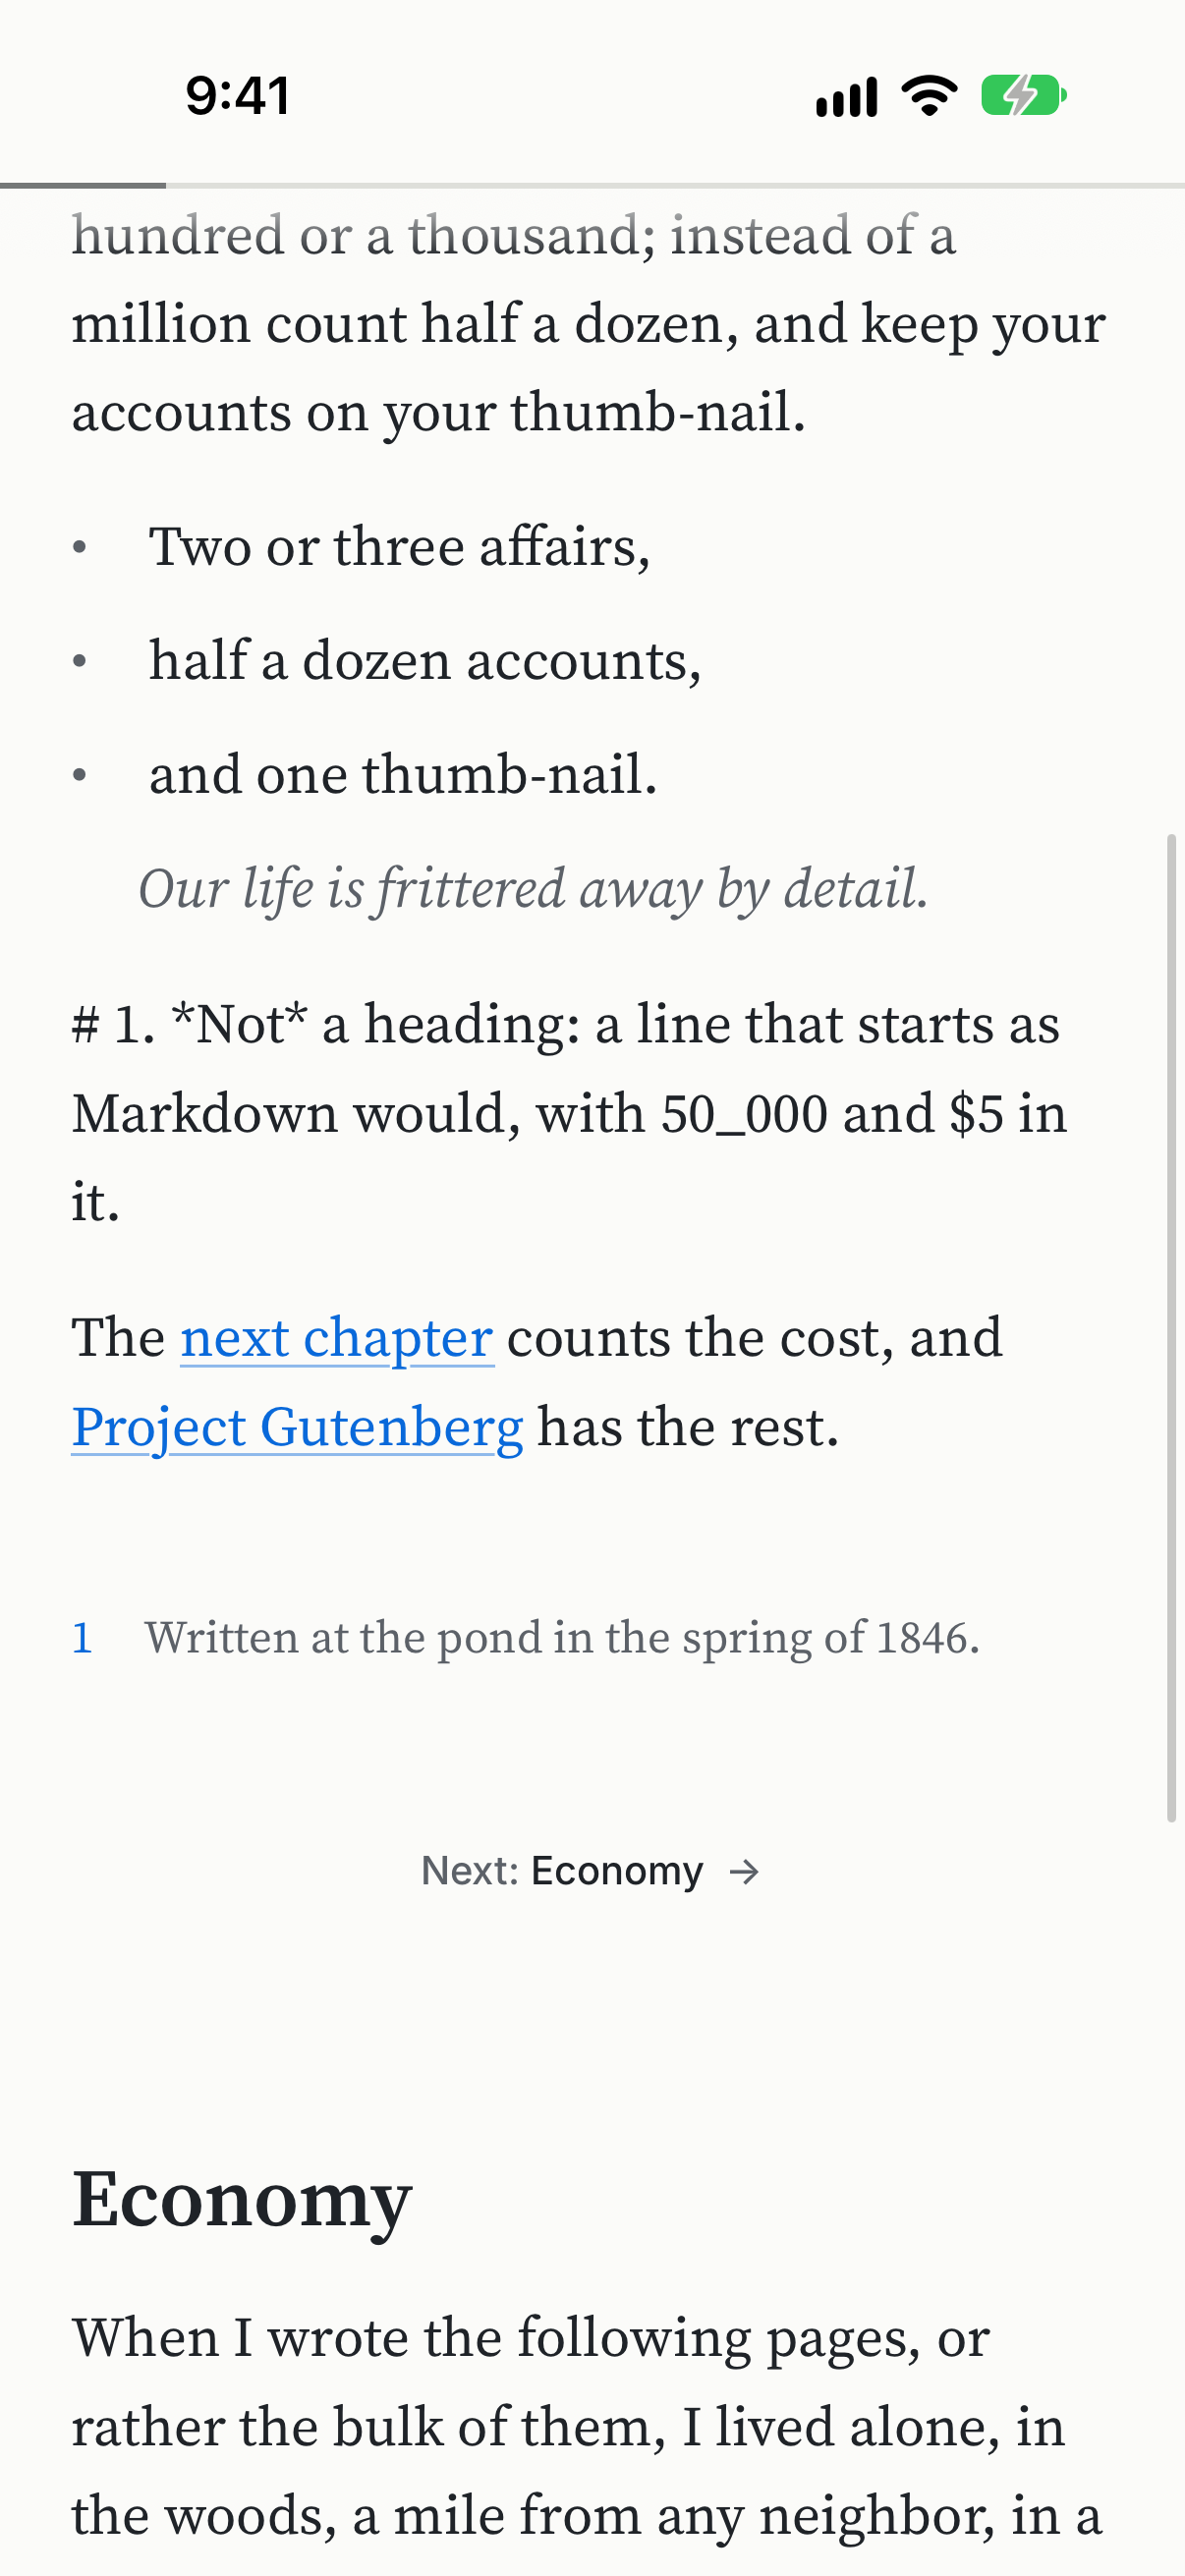 9:41
hundred or a thousand; instead of a
million count half a dozen, and keep your
accounts on your thumb-nail.
• Two or three affairs,
• half a dozen accounts,
• and one thumb-nail.
Our life is frittered away by detail.
# 1. *Not* a heading: a line that starts as
Markdown would, with 50_000 and $5 in
it.
The next chapter counts the cost, and
Project Gutenberg has the rest.
1 Written at the pond in the spring of 1846.
Next: Economy →
Economy
When I wrote the following pages, or
rather the bulk of them, I lived alone, in
the woods, a mile from any neighbor, in a